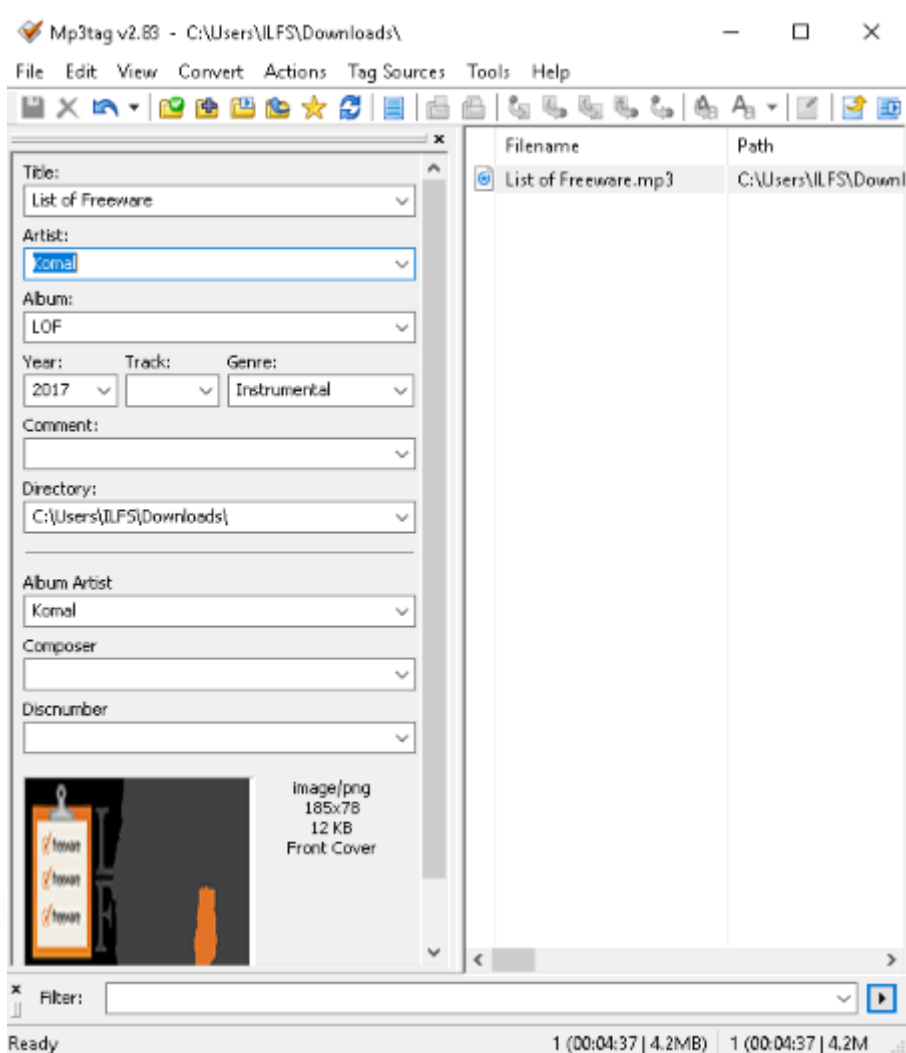 Mp3tag v2.83 - C:\Users\ILFS\Downloads\
File Edit View Convert Actions Tag Sources Tools Help
Filename Path
List of Freeware.mp3 C:\Users\ILFS\Downl
Title:
List of Freeware
Artist:
Komal
Album:
LOF
Year: Track: Genre:
2017 Instrumental
Comment:
Directory:
C:\Users\ILFS\Downloads\
Album Artist
Komal
Composer
Discnumber
image/png
185x78
12 KB
Front Cover
L
F
Filter:
Ready 1 (00:04:37 | 4.2MB) 1 (00:04:37 | 4.2M